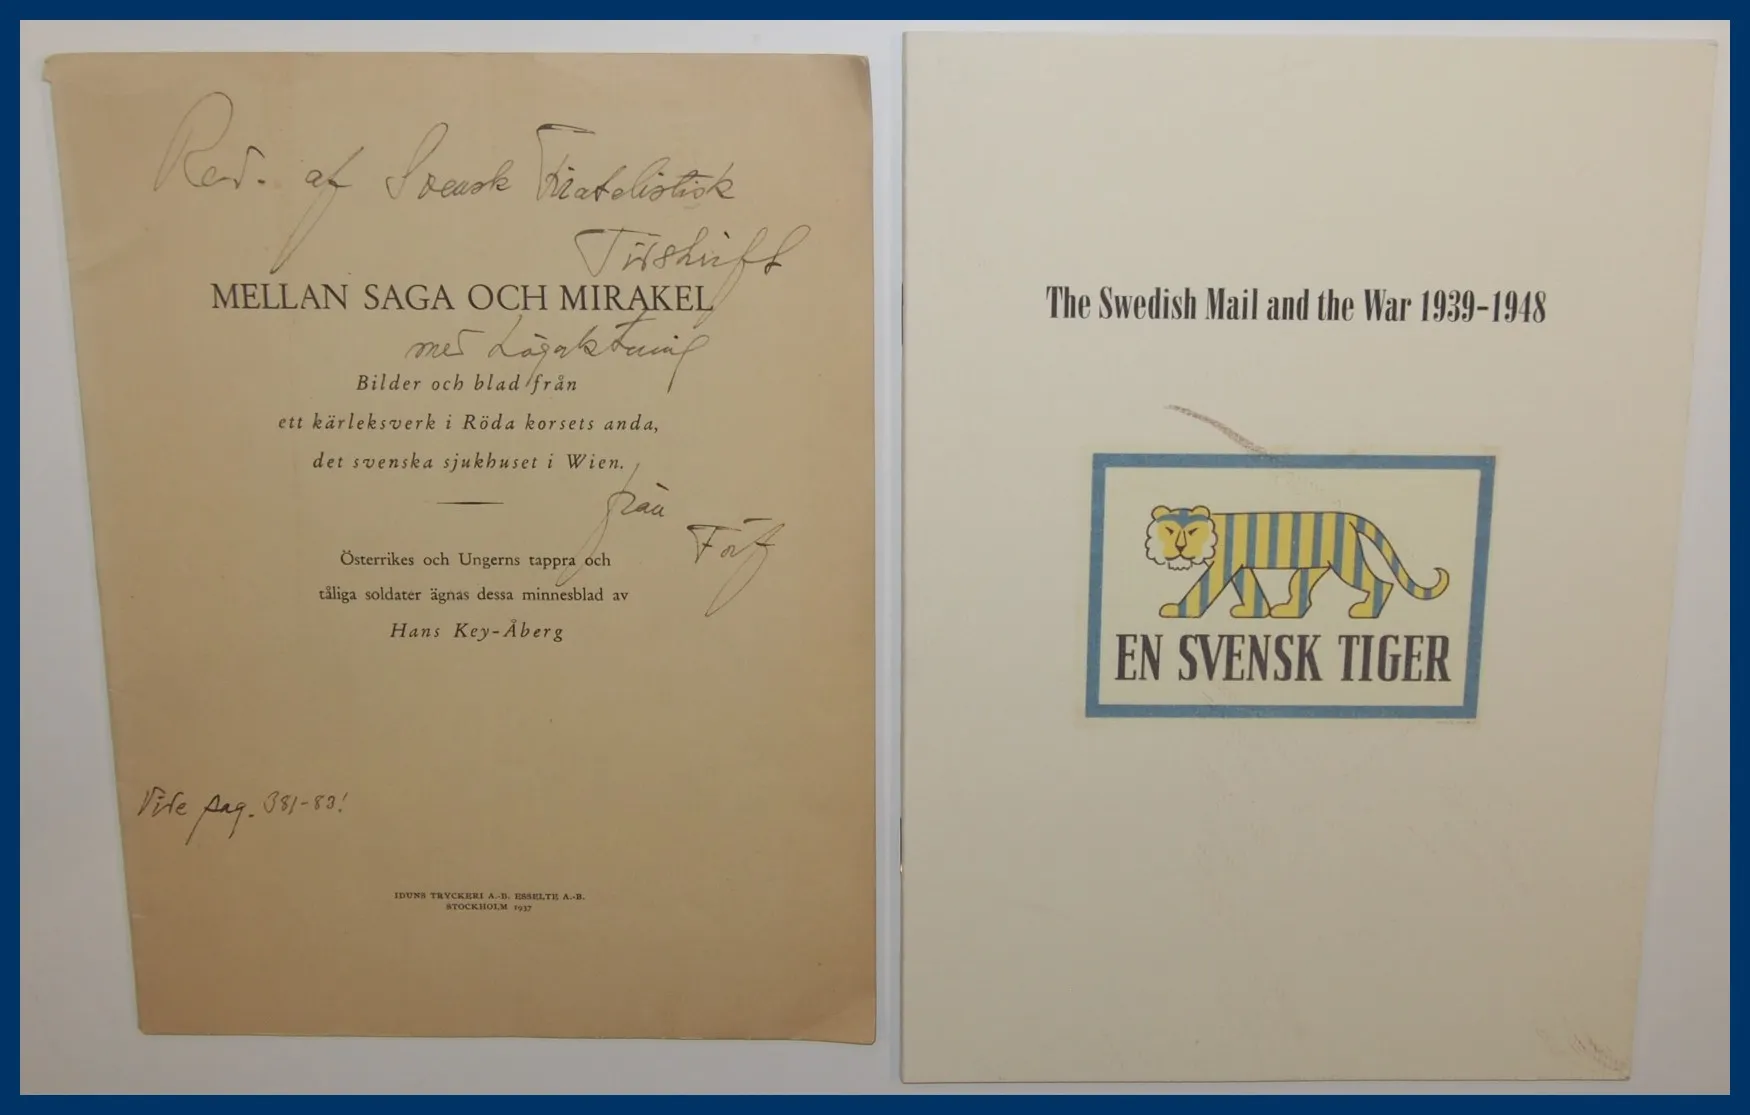 Red. af Svensk Filatelistisk
Tidskrift
MELLAN SAGA OCH MIRAKEL
med Högaktning
Bilder och blad från
ett kärleksverk i Röda korsets anda,
det svenska sjukhuset i Wien.
från
Förf
Österrikes och Ungerns tappra och
tåliga soldater ägnas dessa minnesblad av
Hans Key-Åberg
Vide pag. 381-83!
IDUNS TRYCKERI A.-B. ESSELTE A.-B.
STOCKHOLM 1937
The Swedish Mail and the War 1939-1948
EN SVENSK TIGER